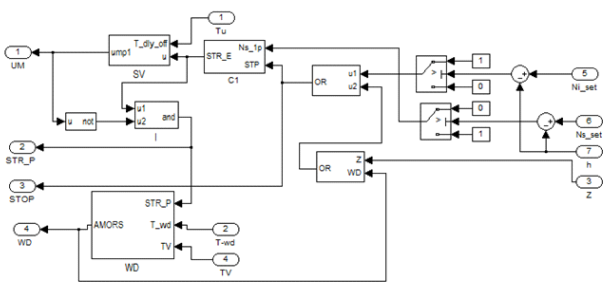 1
Tu
T_dly_off
ump1
u
SV
1
UM
Ns_1p
STR_E
STP
C1
u1
OR
u2
1
0
5
Ni_set
0
1
6
Ns_set
7
h
u1
and
u2
I
u
not
2
STR_P
Z
OR
WD
3
Z
3
STOP
STR_P
AMORS
T_wd
TV
WD
4
WD
2
T-wd
4
TV